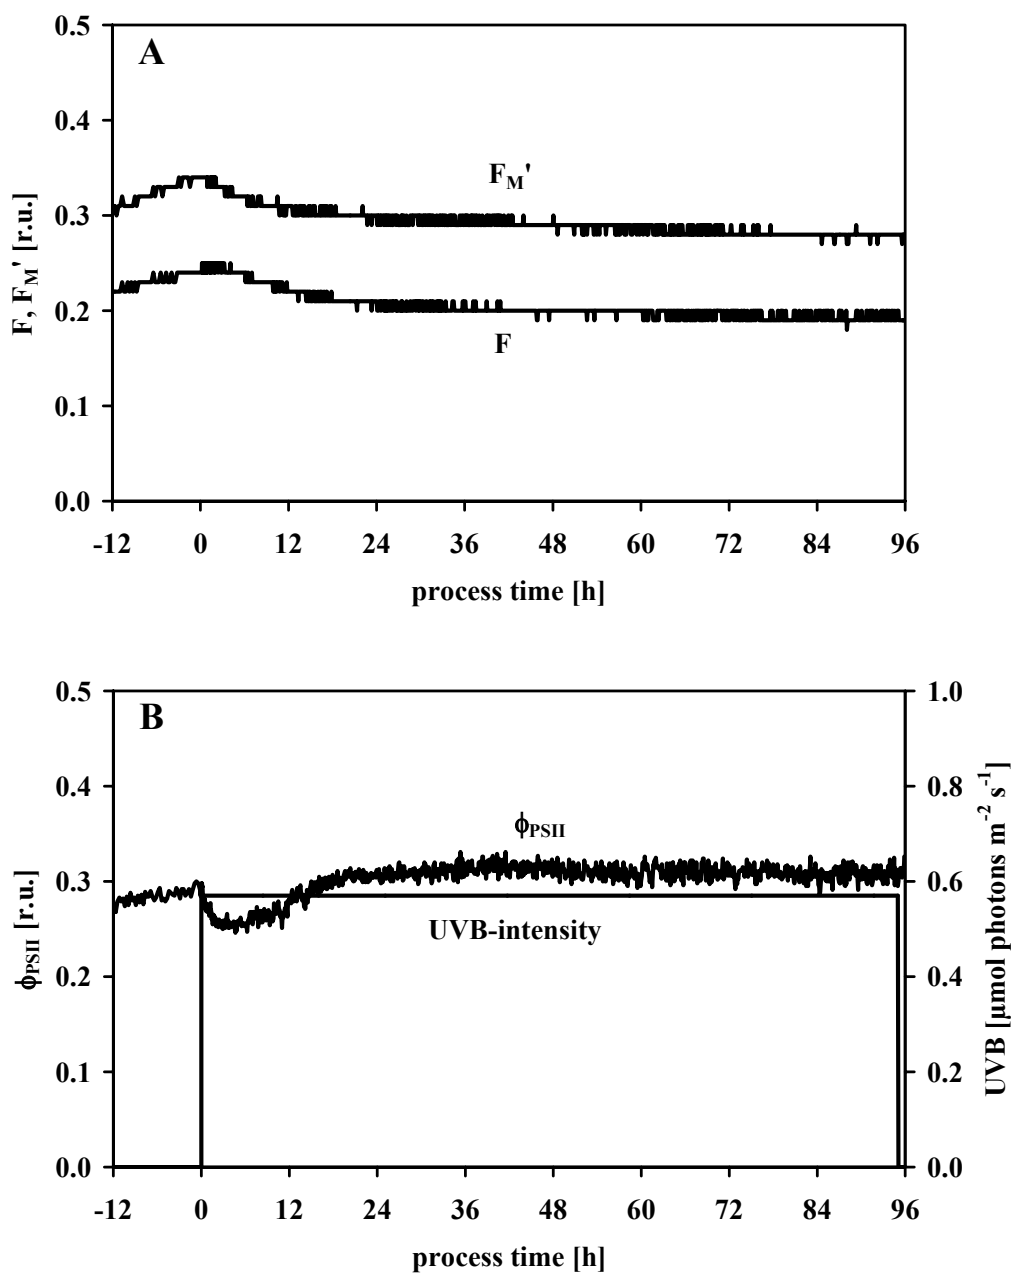 A
0.5
0.4
0.3
0.2
0.1
0.0
F, FM' [r.u.]
FM'
F
-12 0 12 24 36 48 60 72 84 96
process time [h]
B
0.5
0.4
0.3
0.2
0.1
0.0
ϕPSII [r.u.]
ϕPSII
UVB-intensity
1.0
0.8
0.6
0.4
0.2
0.0
UVB [µmol photons m-2 s-1]
-12 0 12 24 36 48 60 72 84 96
process time [h]